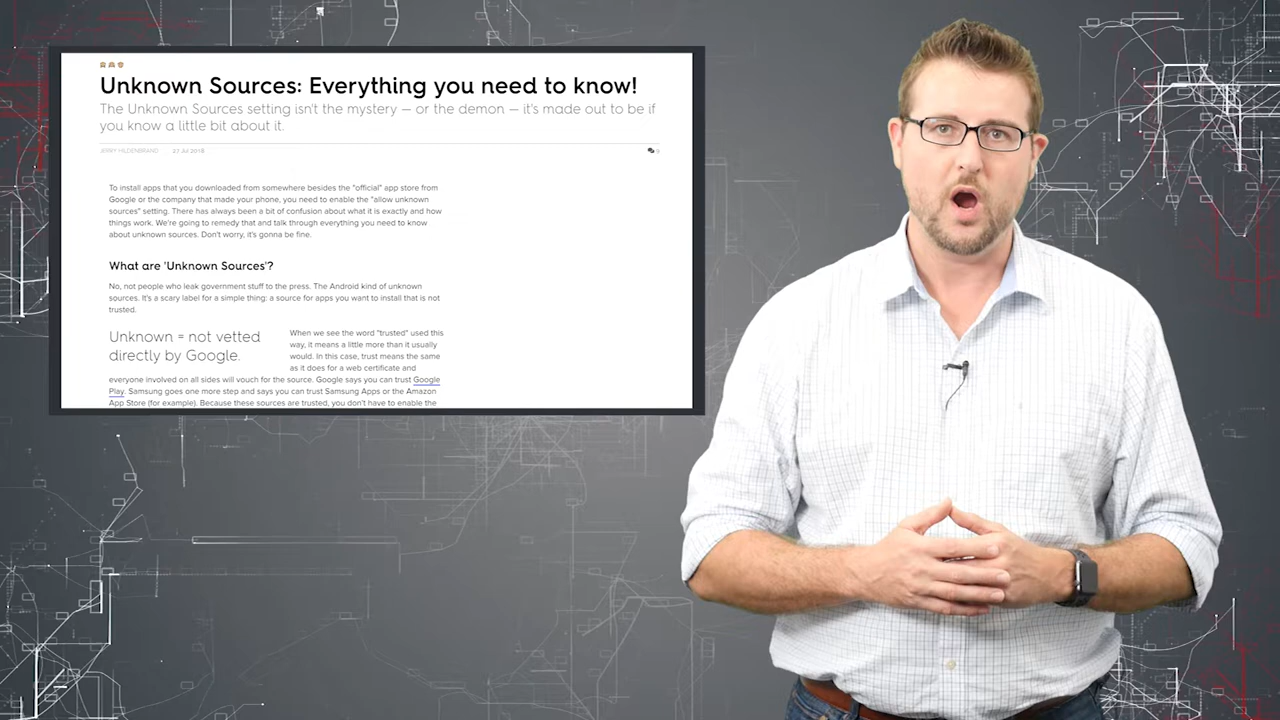 Unknown Sources: Everything you need to know!
The Unknown Sources setting isn't the mystery — or the demon — it's made out to be if
you know a little bit about it.
JERRY HILDENBRAND 27 Jul 2018 9
To install apps that you downloaded from somewhere besides the "official" app store from
Google or the company that made your phone, you need to enable the "allow unknown
sources" setting. There has always been a bit of confusion about what it is exactly and how
things work. We're going to remedy that and talk through everything you need to know
about unknown sources. Don't worry, it's gonna be fine.
What are 'Unknown Sources'?
No, not people who leak government stuff to the press. The Android kind of unknown
sources. It's a scary label for a simple thing: a source for apps you want to install that is not
trusted.
Unknown = not vetted
directly by Google.
When we see the word "trusted" used this
way, it means a little more than it usually
would. In this case, trust means the same
as it does for a web certificate and
everyone involved on all sides will vouch for the source. Google says you can trust Google
Play. Samsung goes one more step and says you can trust Samsung Apps or the Amazon
App Store (for example). Because these sources are trusted, you don't have to enable the